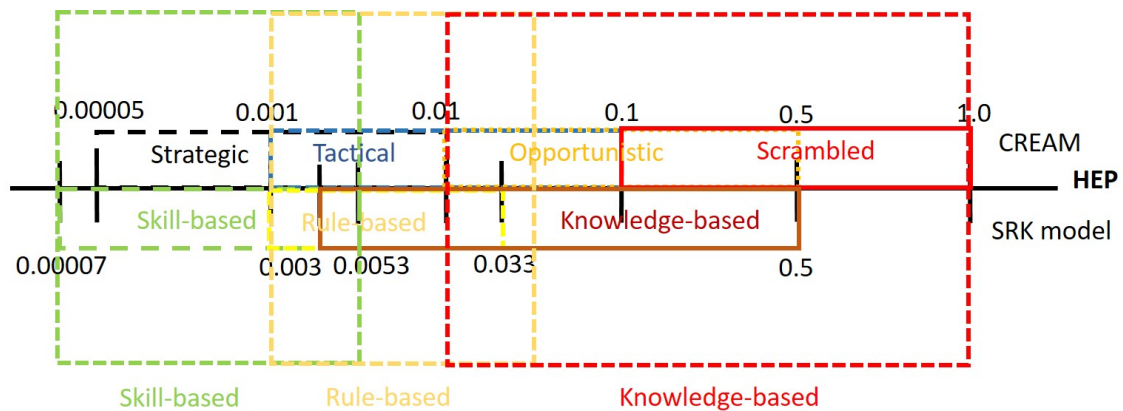 0.00005 0.001 0.01 0.1 0.5 1.0
Strategic Tactical Opportunistic Scrambled CREAM
HEP
Skill-based Rule-based Knowledge-based SRK model
0.00007 0.003 0.0053 0.033 0.5
Skill-based Rule-based Knowledge-based